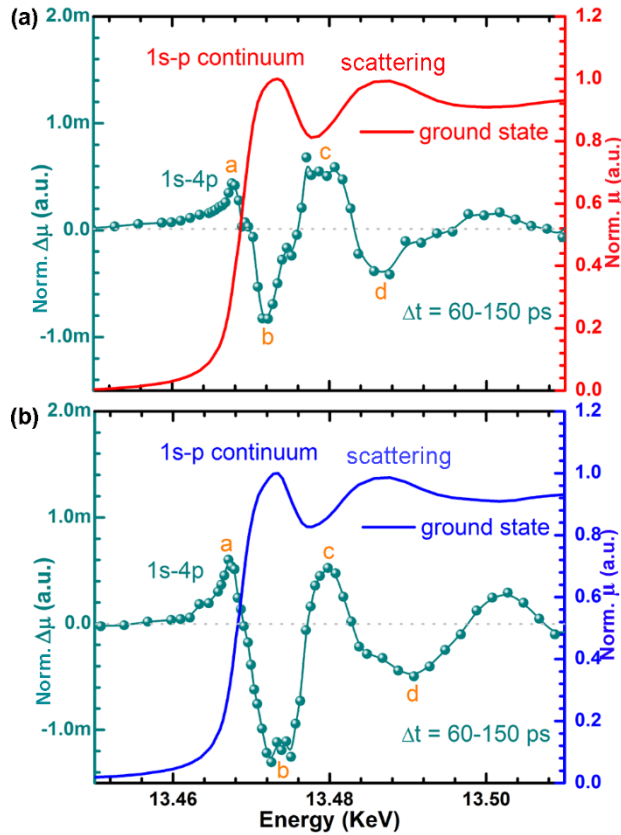 (a)
2.0m
1.0m
0.0
-1.0m
Norm. Δμ (a.u.)
1s-p continuum
scattering
ground state
1s-4p
a
b
c
d
Δt = 60-150 ps
1.2
1.0
0.8
0.6
0.4
0.2
0.0
Norm. μ (a.u.)
(b)
2.0m
1.0m
0.0
-1.0m
Norm. Δμ (a.u.)
1s-p continuum
scattering
ground state
1s-4p
a
b
c
d
Δt = 60-150 ps
1.2
1.0
0.8
0.6
0.4
0.2
0.0
Norm. μ (a.u.)
13.46
13.48
13.50
Energy (KeV)